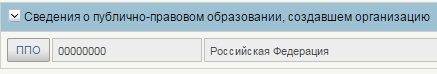 Сведения о публично-правовом образовании, создавшем организацию
ППО 00000000 Российская Федерация